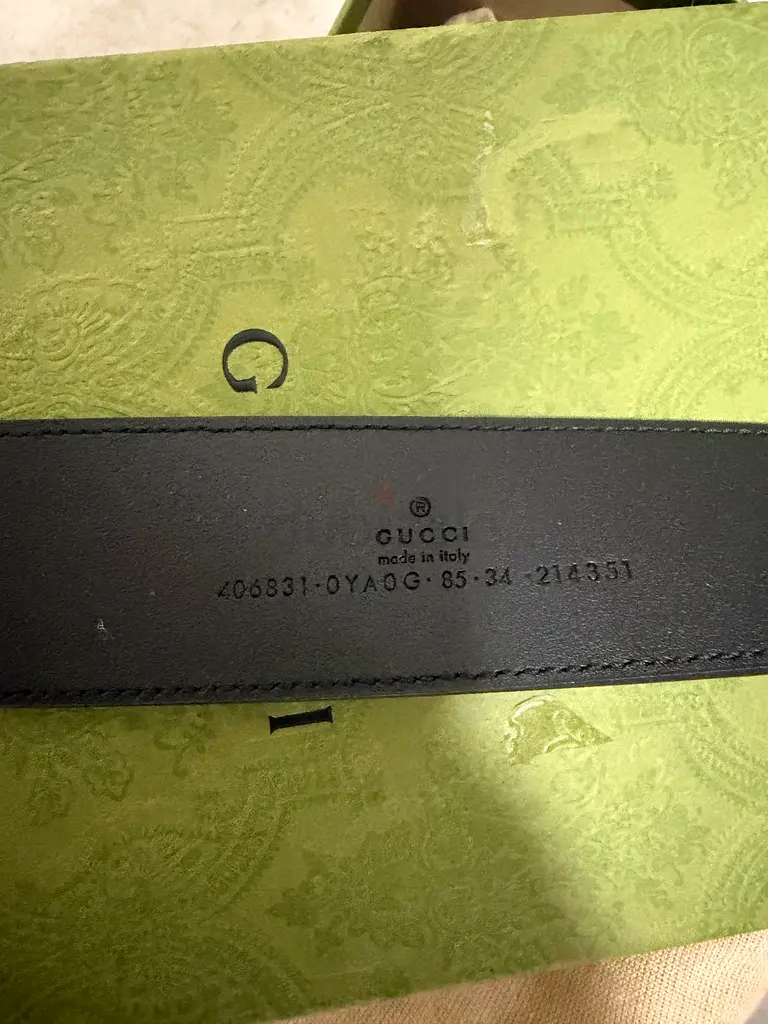 G
®
GUCCI
made in italy
406831·0YA0G·85·34·214351
I